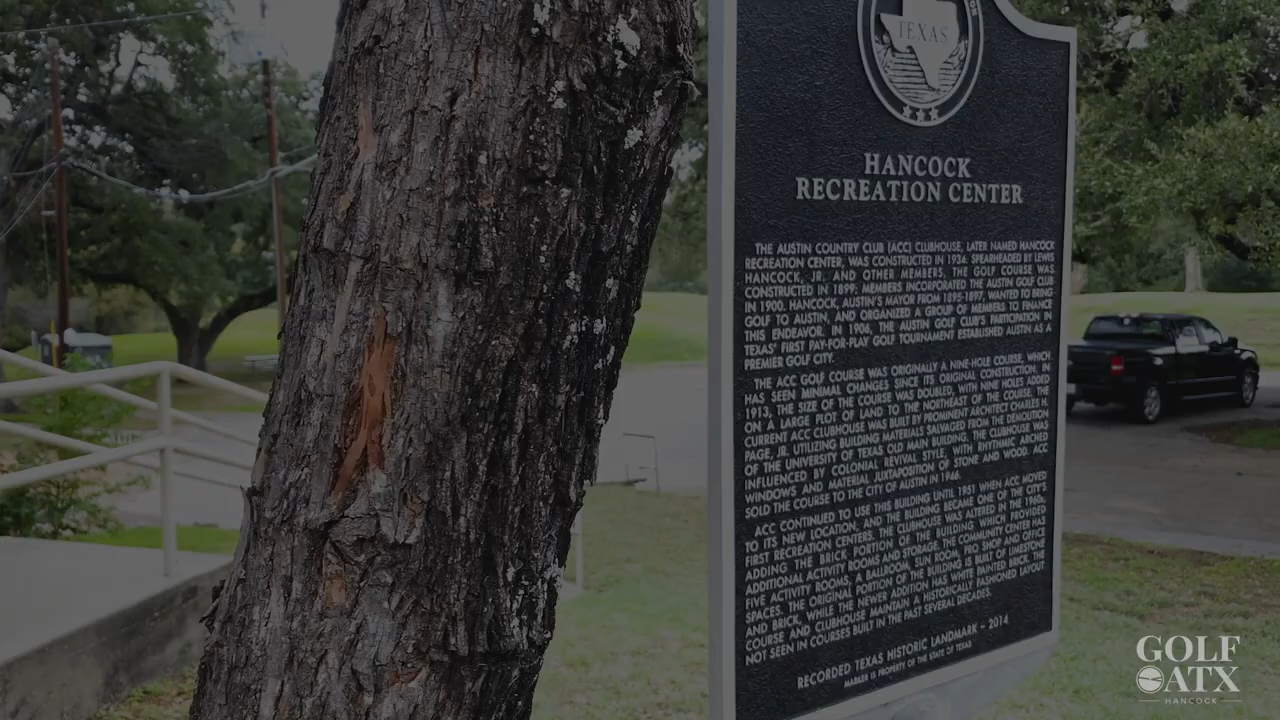 TEXAS
HANCOCK
RECREATION CENTER
THE AUSTIN COUNTRY CLUB (ACC) CLUBHOUSE, LATER NAMED HANCOCK
RECREATION CENTER, WAS CONSTRUCTED IN 1934. SPEARHEADED BY LEWIS
HANCOCK, JR. AND OTHER MEMBERS, THE GOLF COURSE WAS
CONSTRUCTED IN 1899; MEMBERS INCORPORATED THE AUSTIN GOLF CLUB
IN 1900. HANCOCK, AUSTIN'S MAYOR FROM 1895-1897, WANTED TO BRING
GOLF TO AUSTIN, AND ORGANIZED A GROUP OF MEMBERS TO FINANCE
THIS ENDEAVOR. IN 1906, THE AUSTIN GOLF CLUB'S PARTICIPATION IN
TEXAS' FIRST PAY-FOR-PLAY GOLF TOURNAMENT ESTABLISHED AUSTIN AS A
PREMIER GOLF CITY.
THE ACC GOLF COURSE WAS ORIGINALLY A NINE-HOLE COURSE, WHICH
HAS SEEN MINIMAL CHANGES SINCE ITS ORIGINAL CONSTRUCTION. IN
1913, THE SIZE OF THE COURSE WAS DOUBLED, WITH NINE HOLES ADDED
ON A LARGE PLOT OF LAND TO THE NORTHEAST OF THE COURSE. THE
CURRENT ACC CLUBHOUSE WAS BUILT BY PROMINENT ARCHITECT CHARLES H.
PAGE, JR. UTILIZING BUILDING MATERIALS SALVAGED FROM THE DEMOLITION
OF THE UNIVERSITY OF TEXAS OLD MAIN BUILDING. THE CLUBHOUSE WAS
INFLUENCED BY COLONIAL REVIVAL STYLE, WITH RHYTHMIC ARCHED
WINDOWS AND MATERIAL JUXTAPOSITION OF STONE AND WOOD. ACC
SOLD THE COURSE TO THE CITY OF AUSTIN IN 1946.
ACC CONTINUED TO USE THIS BUILDING UNTIL 1951 WHEN ACC MOVED
TO ITS NEW LOCATION, AND THE BUILDING BECAME ONE OF THE CITY'S
FIRST RECREATION CENTERS. THE CLUBHOUSE WAS ALTERED IN THE 1960s,
ADDING THE BRICK PORTION OF THE BUILDING, WHICH PROVIDED
ADDITIONAL ACTIVITY ROOMS AND STORAGE. THE COMMUNITY CENTER HAS
FIVE ACTIVITY ROOMS, A BALLROOM, SUN ROOM, PRO SHOP AND OFFICE
SPACES. THE ORIGINAL PORTION OF THE BUILDING IS BUILT OF LIMESTONE
AND BRICK, WHILE THE NEWER ADDITION HAS WHITE PAINTED BRICK. THE
COURSE AND CLUBHOUSE MAINTAIN A HISTORICALLY FASHIONED LAYOUT
NOT SEEN IN COURSES BUILT IN THE PAST SEVERAL DECADES.
RECORDED TEXAS HISTORIC LANDMARK – 2014
MARKER IS PROPERTY OF THE STATE OF TEXAS
GOLF
ATX
HANCOCK